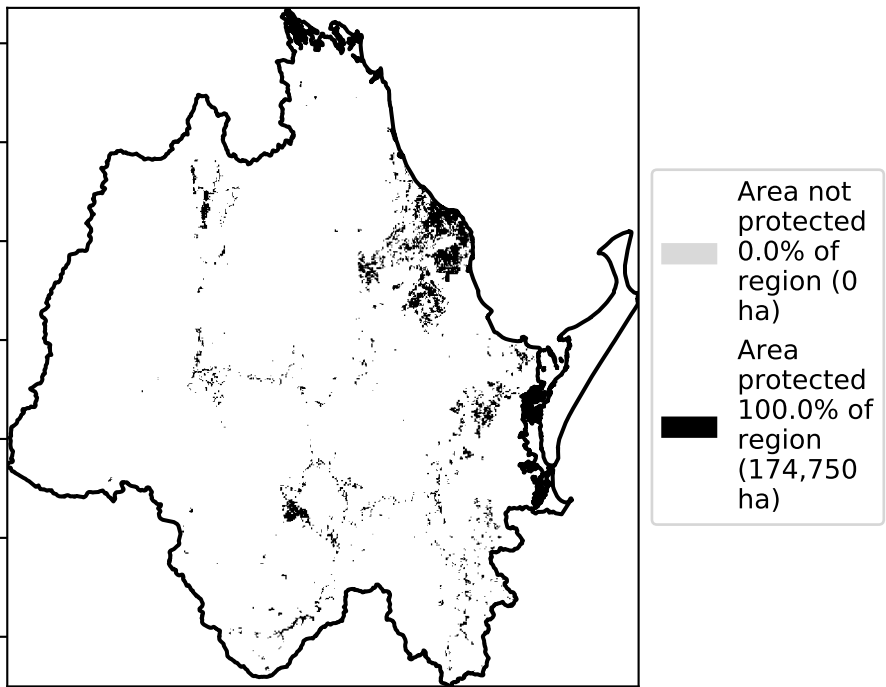 Area not
protected
0.0% of
region (0
ha)
Area
protected
100.0% of
region
(174,750
ha)